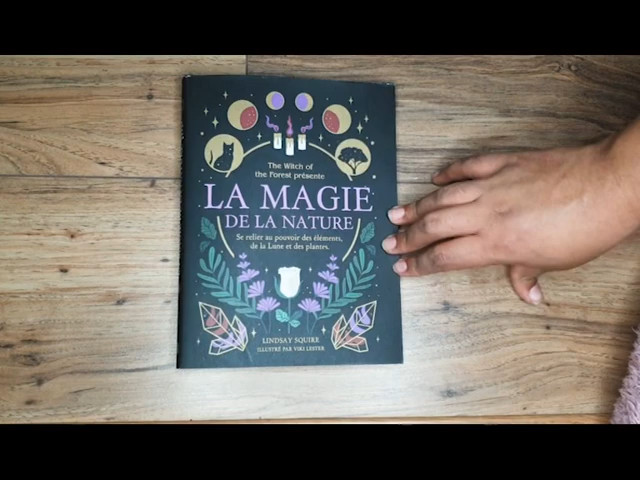 The Witch of
the Forest présente
LA MAGIE
DE LA NATURE
Se relier au pouvoir des éléments,
de la Lune et des plantes.
LINDSAY SQUIRE
ILLUSTRÉ PAR VIKI LESTER